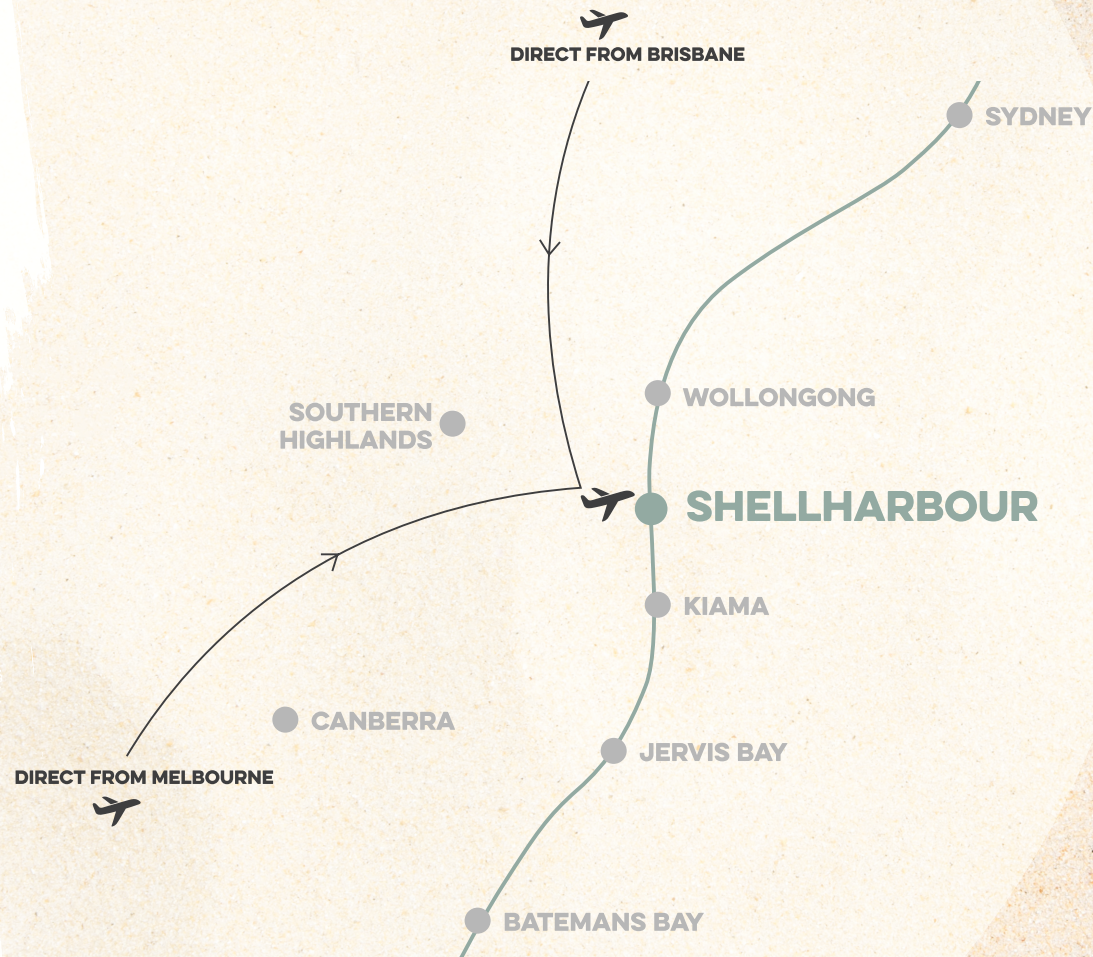 DIRECT FROM BRISBANE
SYDNEY
WOLLONGONG
SOUTHERN
HIGHLANDS
SHELLHARBOUR
KIAMA
CANBERRA
JERVIS BAY
DIRECT FROM MELBOURNE
BATEMANS BAY